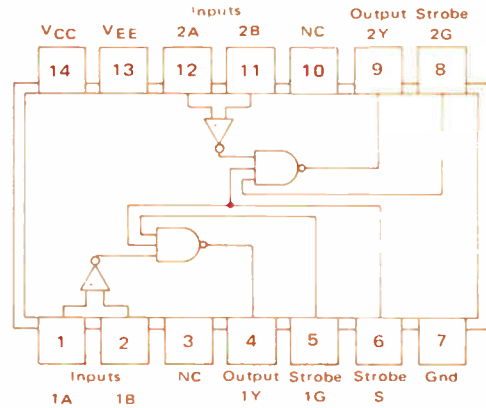 Inputs
Output Strobe
VCC VEE 2A 2B NC 2Y 2G
14 13 12 11 10 9 8
1 2 3 4 5 6 7
Inputs NC Output Strobe Strobe Gnd
1A 1B 1Y 1G S